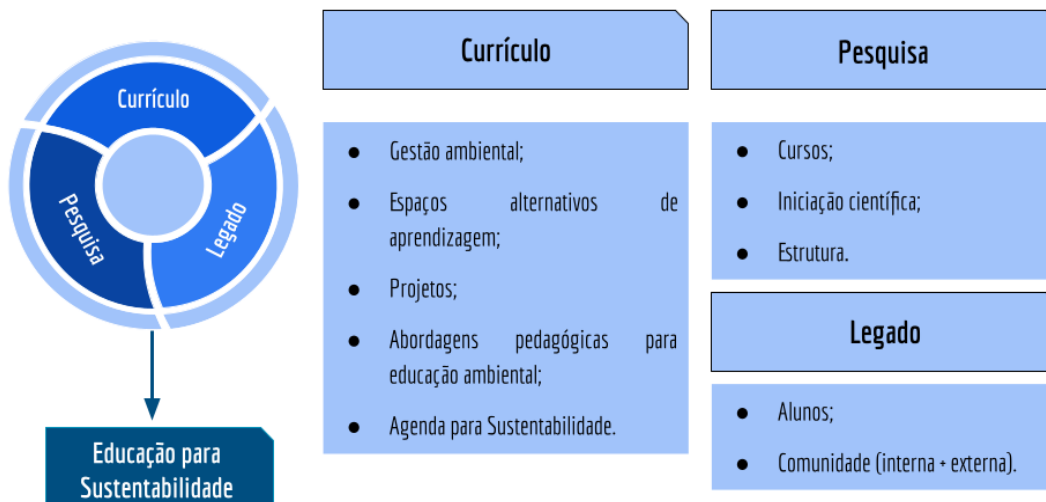 Currículo
Pesquisa
Legado
Educação para
Sustentabilidade
Currículo
● Gestão ambiental;
● Espaços alternativos de
aprendizagem;
● Projetos;
● Abordagens pedagógicas para
educação ambiental;
● Agenda para Sustentabilidade.
Pesquisa
● Cursos;
● Iniciação científica;
● Estrutura.
Legado
● Alunos;
● Comunidade (interna + externa).